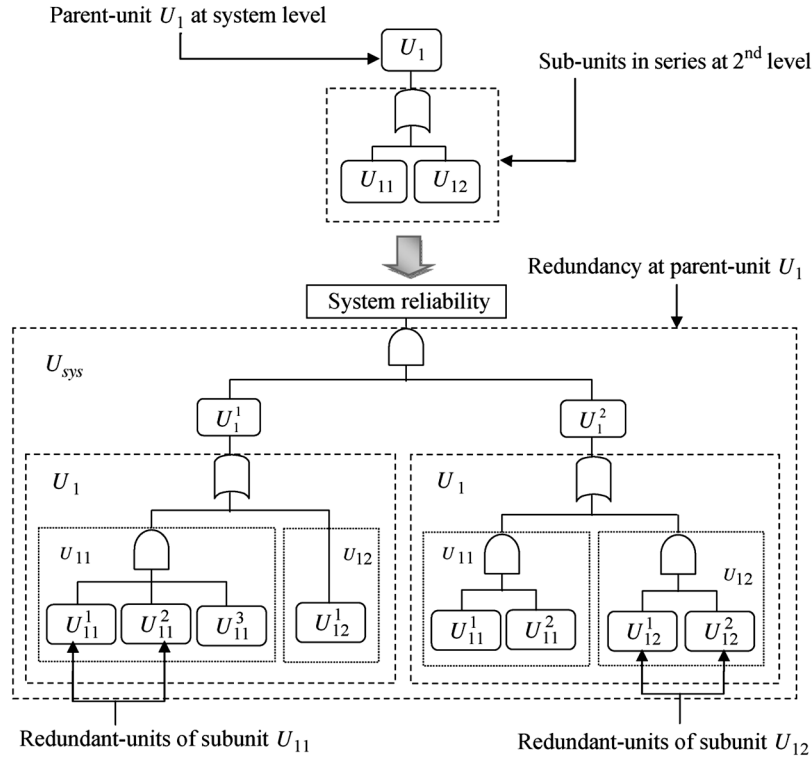 Parent-unit U₁ at system level
U₁
Sub-units in series at 2nd level
U₁₁ U₁₂
Redundancy at parent-unit U₁
System reliability
U_sys
U₁¹ U₁²
U₁ U₁
U₁₁ U₁₂ U₁₁ U₁₂
U₁₁¹ U₁₁² U₁₁³ U₁₂¹ U₁₁¹ U₁₁² U₁₂¹ U₁₂²
Redundant-units of subunit U₁₁ Redundant-units of subunit U₁₂